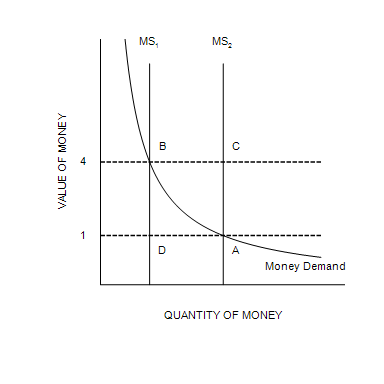 MS1 MS2
B C
4
VALUE OF MONEY
1
D A
Money Demand
QUANTITY OF MONEY